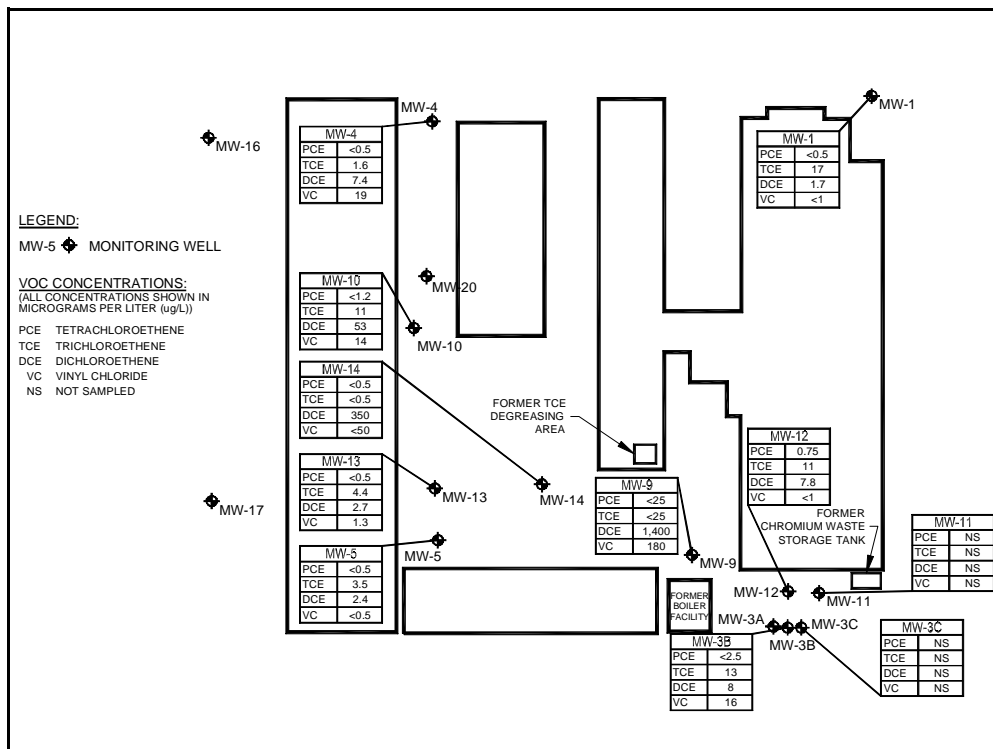 MW-1
MW-4
MW-16
MW-4
PCE <0.5
TCE 1.6
DCE 7.4
VC 19
MW-1
PCE <0.5
TCE 17
DCE 1.7
VC <1
LEGEND:
MW-5 MONITORING WELL
VOC CONCENTRATIONS:
(ALL CONCENTRATIONS SHOWN IN
MICROGRAMS PER LITER (ug/L))
PCE TETRACHLOROETHENE
TCE TRICHLOROETHENE
DCE DICHLOROETHENE
VC VINYL CHLORIDE
NS NOT SAMPLED
MW-10
PCE <1.2
TCE 11
DCE 53
VC 14
MW-20
MW-10
MW-14
PCE <0.5
TCE <0.5
DCE 350
VC <50
FORMER TCE
DEGREASING
AREA
MW-13
PCE <0.5
TCE 4.4
DCE 2.7
VC 1.3
MW-13
MW-14
MW-17
MW-12
PCE 0.75
TCE 11
DCE 7.8
VC <1
MW-9
PCE <25
TCE <25
DCE 1,400
VC 180
FORMER
CHROMIUM WASTE
STORAGE TANK
MW-11
PCE NS
TCE NS
DCE NS
VC NS
MW-5
PCE <0.5
TCE 3.5
DCE 2.4
VC <0.5
MW-5
MW-9
FORMER
BOILER
FACILITY
MW-12
MW-11
MW-3A
MW-3C
MW-3B
MW-3B
PCE <2.5
TCE 13
DCE 8
VC 16
MW-3C
PCE NS
TCE NS
DCE NS
VC NS